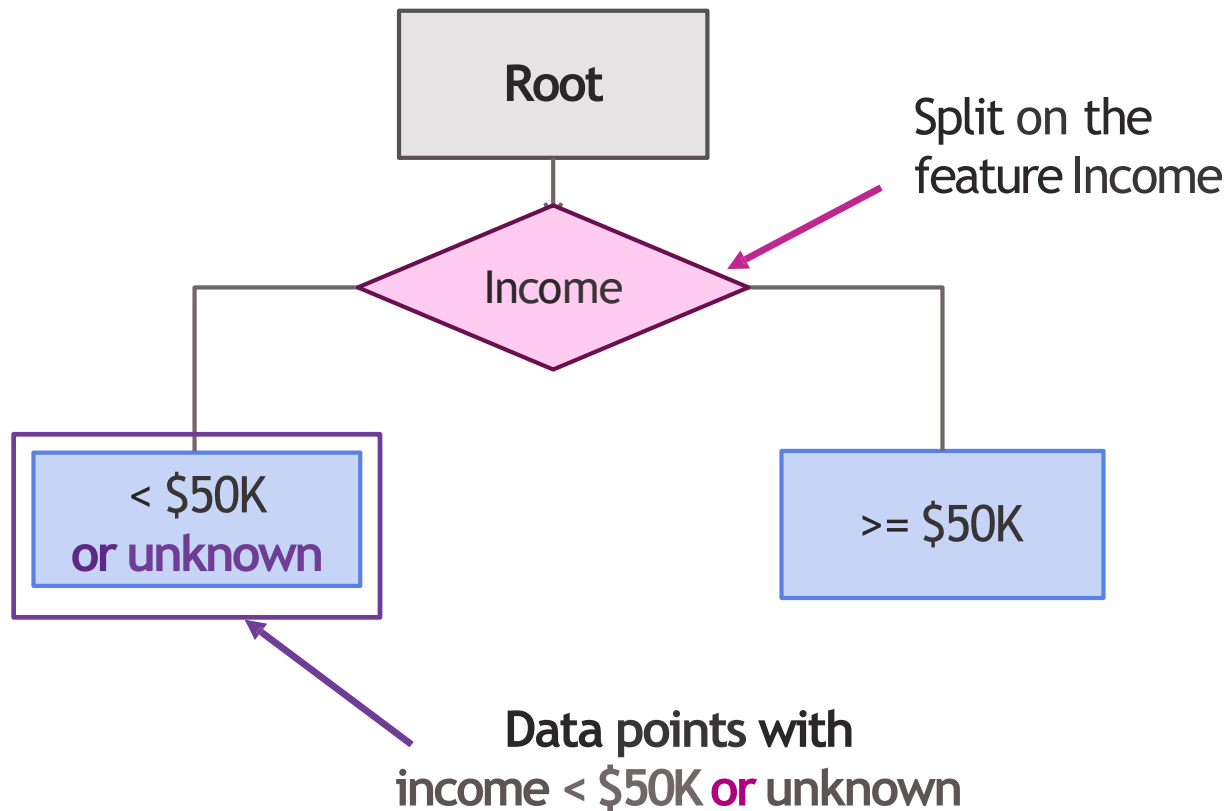 Root
Split on the
feature Income
Income
< $50K
or unknown
>= $50K
Data points with
income < $50K or unknown